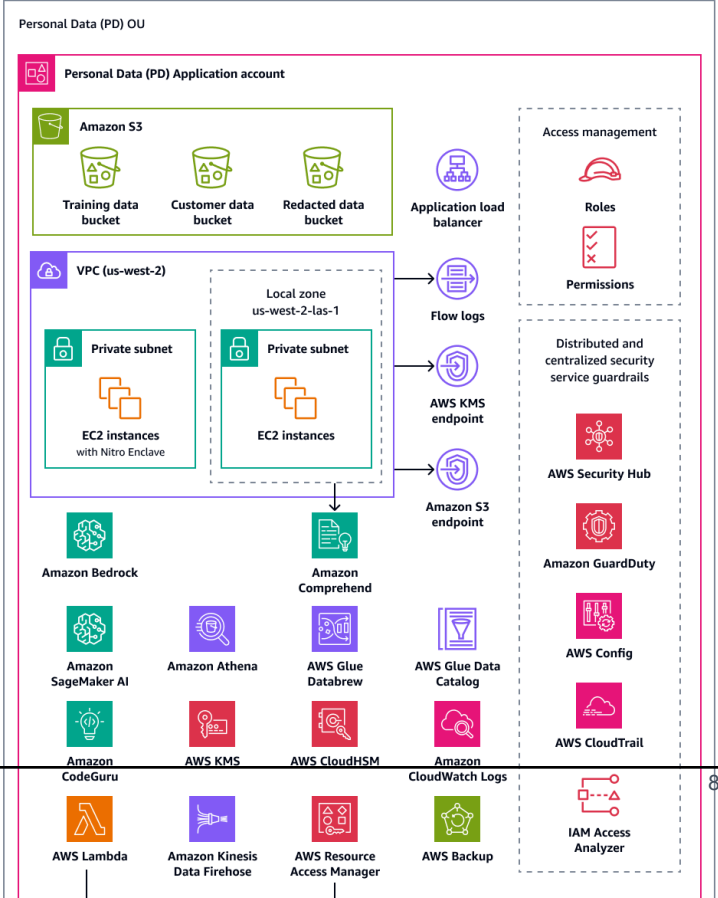 Personal Data (PD) OU
Personal Data (PD) Application account
Amazon S3
Training data
bucket
Customer data
bucket
Redacted data
bucket
Application load
balancer
Access management
Roles
Permissions
VPC (us-west-2)
Local zone
us-west-2-las-1
Private subnet
EC2 instances
with Nitro Enclave
Private subnet
EC2 instances
Flow logs
AWS KMS
endpoint
Amazon S3
endpoint
Distributed and
centralized security
service guardrails
AWS Security Hub
Amazon GuardDuty
AWS Config
AWS CloudTrail
IAM Access
Analyzer
Amazon Bedrock
Amazon
Comprehend
Amazon
SageMaker AI
Amazon Athena
AWS Glue
Databrew
AWS Glue Data
Catalog
Amazon
CodeGuru
AWS KMS
AWS CloudHSM
Amazon
CloudWatch Logs
AWS Lambda
Amazon Kinesis
Data Firehose
AWS Resource
Access Manager
AWS Backup